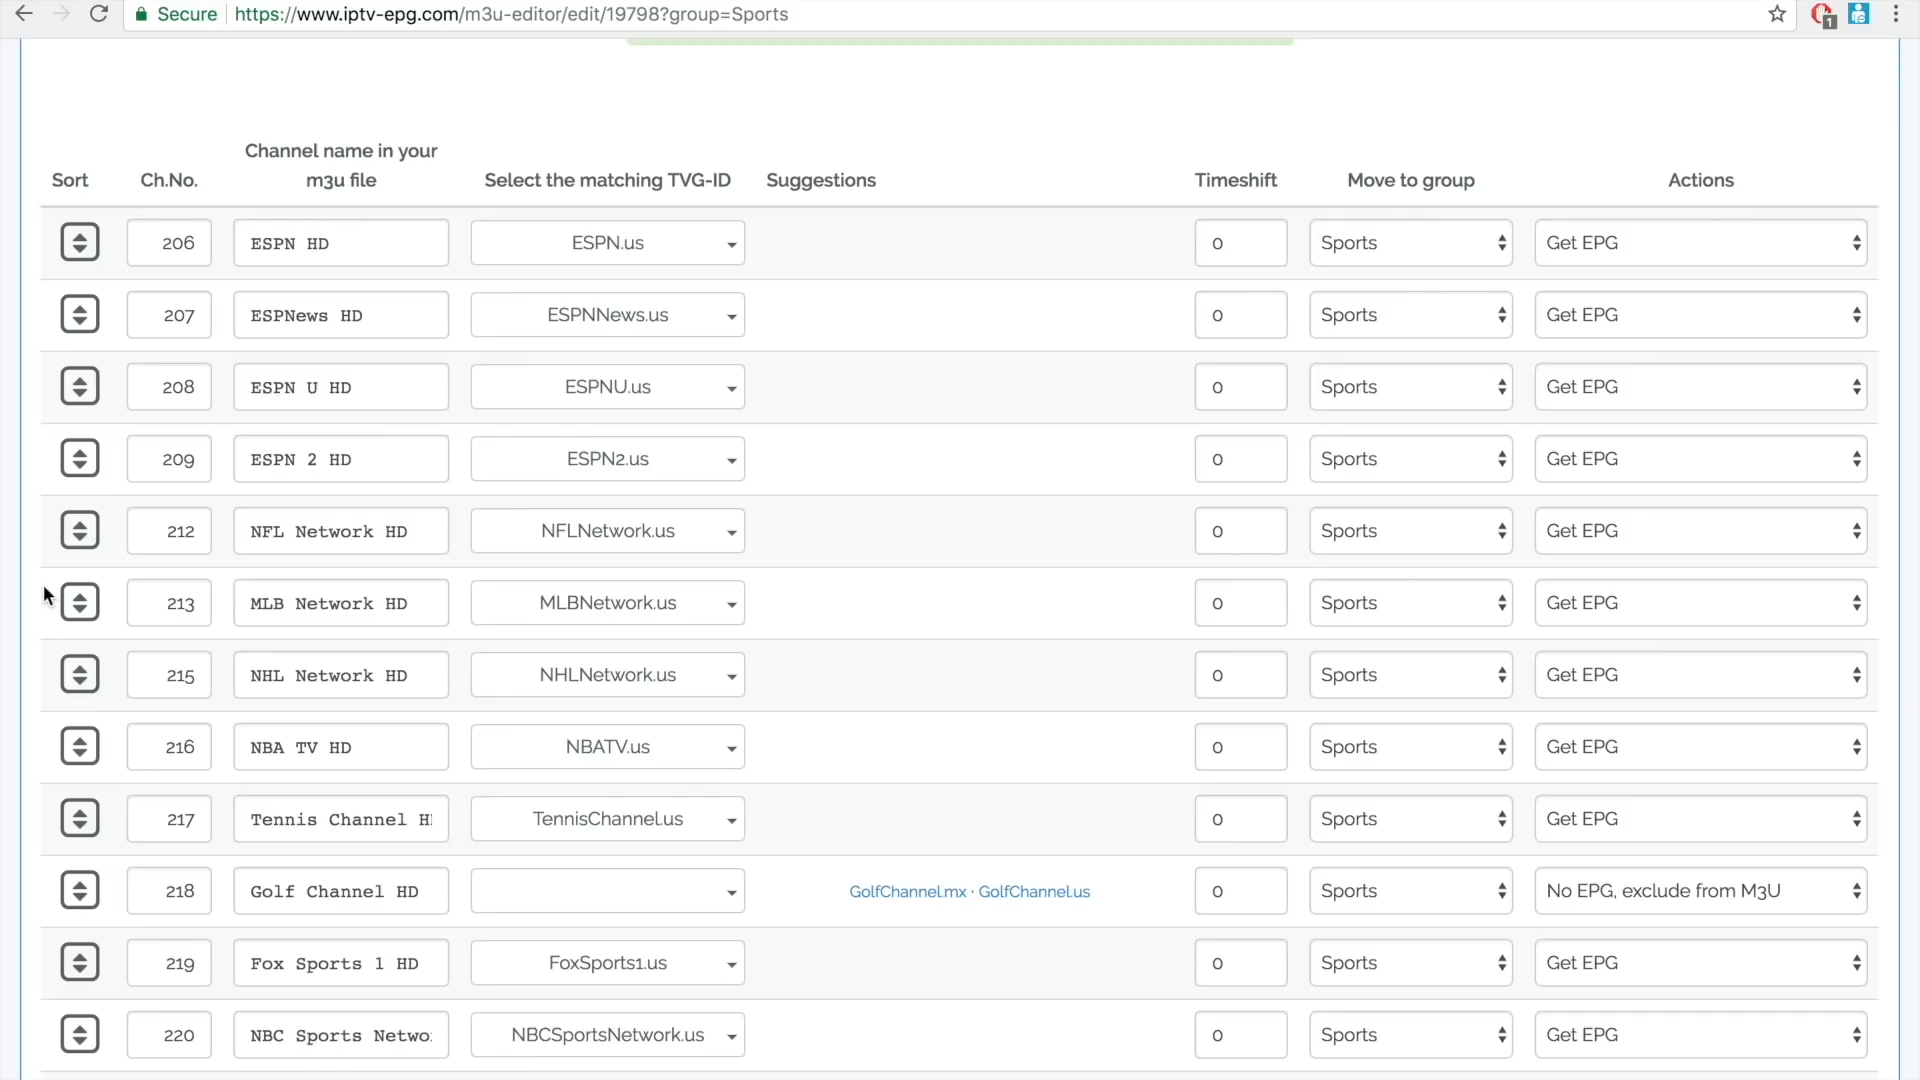 Secure https://www.iptv-epg.com/m3u-editor/edit/19798?group=Sports
1
Sort Ch.No. Channel name in your m3u file Select the matching TVG-ID Suggestions Timeshift Move to group Actions
206 ESPN HD ESPN.us 0 Sports Get EPG
207 ESPNews HD ESPNNews.us 0 Sports Get EPG
208 ESPN U HD ESPNU.us 0 Sports Get EPG
209 ESPN 2 HD ESPN2.us 0 Sports Get EPG
212 NFL Network HD NFLNetwork.us 0 Sports Get EPG
213 MLB Network HD MLBNetwork.us 0 Sports Get EPG
215 NHL Network HD NHLNetwork.us 0 Sports Get EPG
216 NBA TV HD NBATV.us 0 Sports Get EPG
217 Tennis Channel H TennisChannel.us 0 Sports Get EPG
218 Golf Channel HD GolfChannel.mx · GolfChannel.us 0 Sports No EPG, exclude from M3U
219 Fox Sports 1 HD FoxSports1.us 0 Sports Get EPG
220 NBC Sports Netwo NBCSportsNetwork.us 0 Sports Get EPG